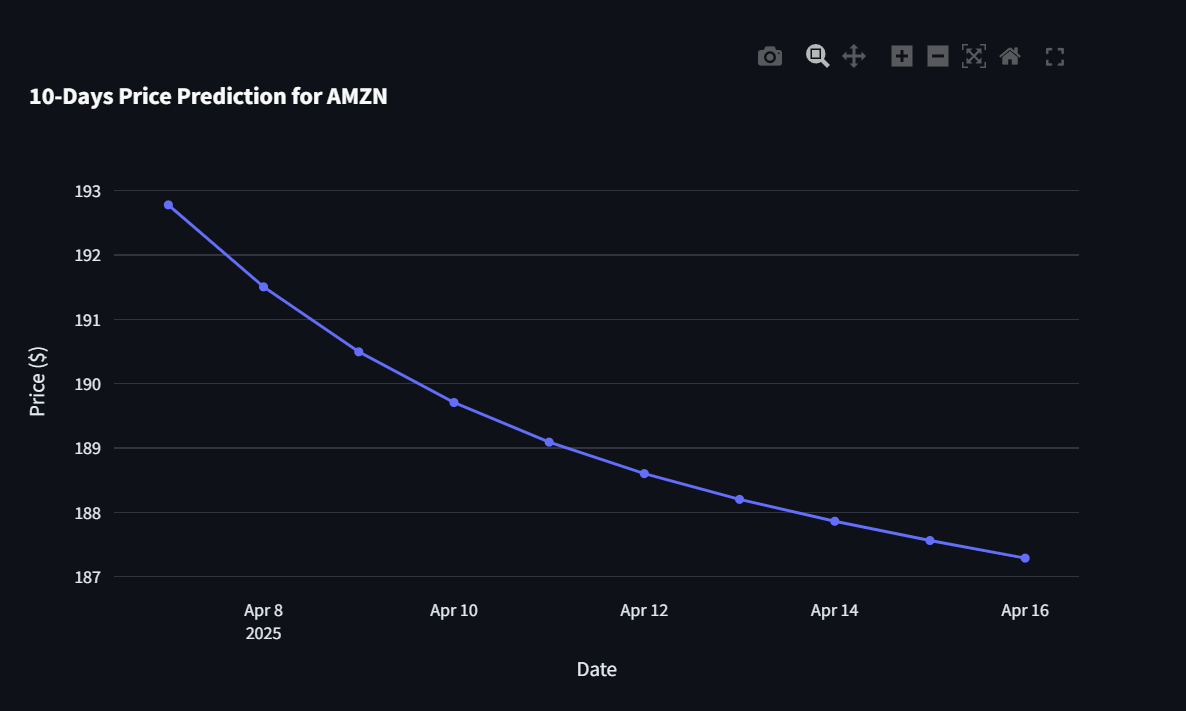 10-Days Price Prediction for AMZN
193
192
191
190
189
188
187
Price ($)
Apr 8
2025
Apr 10
Apr 12
Apr 14
Apr 16
Date